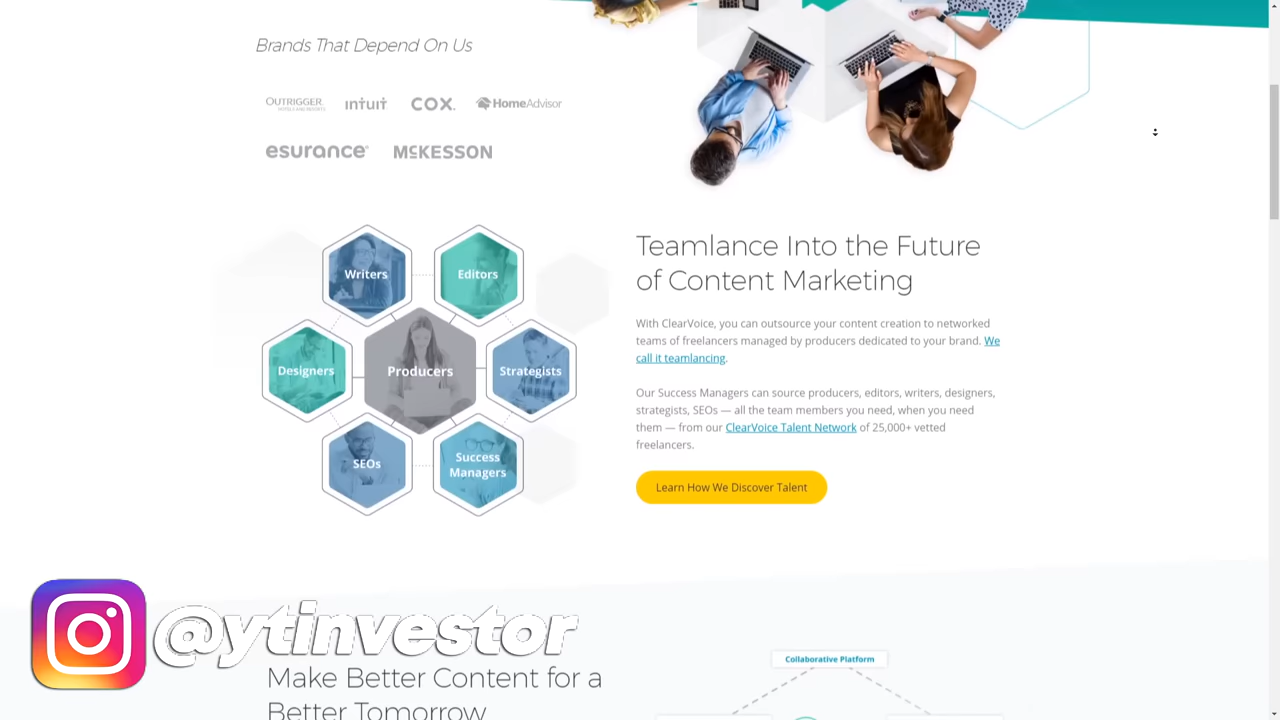 Brands That Depend On Us
OUTRIGGER
intuit
COX.
HomeAdvisor
esurance
MCKESSON
Writers
Editors
Designers
Producers
Strategists
SEOs
Success
Managers
Teamlance Into the Future
of Content Marketing
With ClearVoice, you can outsource your content creation to networked
teams of freelancers managed by producers dedicated to your brand. We
call it teamlancing.
Our Success Managers can source producers, editors, writers, designers,
strategists, SEOs — all the team members you need, when you need
them — from our ClearVoice Talent Network of 25,000+ vetted
freelancers.
Learn How We Discover Talent
@ytinvestor
Make Better Content for a
Better Tomorrow
Collaborative Platform